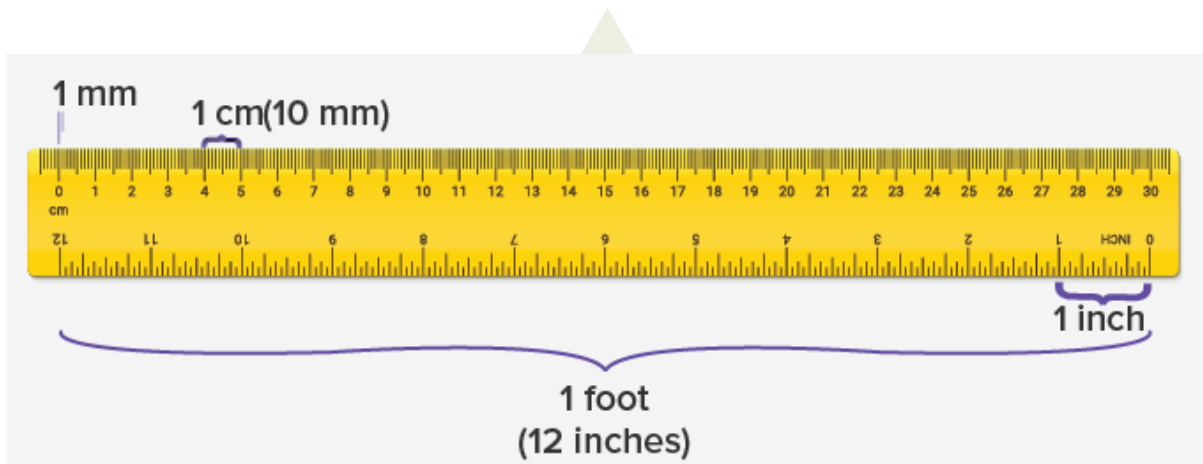 1 mm
1 cm(10 mm)
0 1 2 3 4 5 6 7 8 9 10 11 12 13 14 15 16 17 18 19 20 21 22 23 24 25 26 27 28 29 30
cm
12 11 10 9 8 7 6 5 4 3 2 1 INCH 0
1 inch
1 foot
(12 inches)